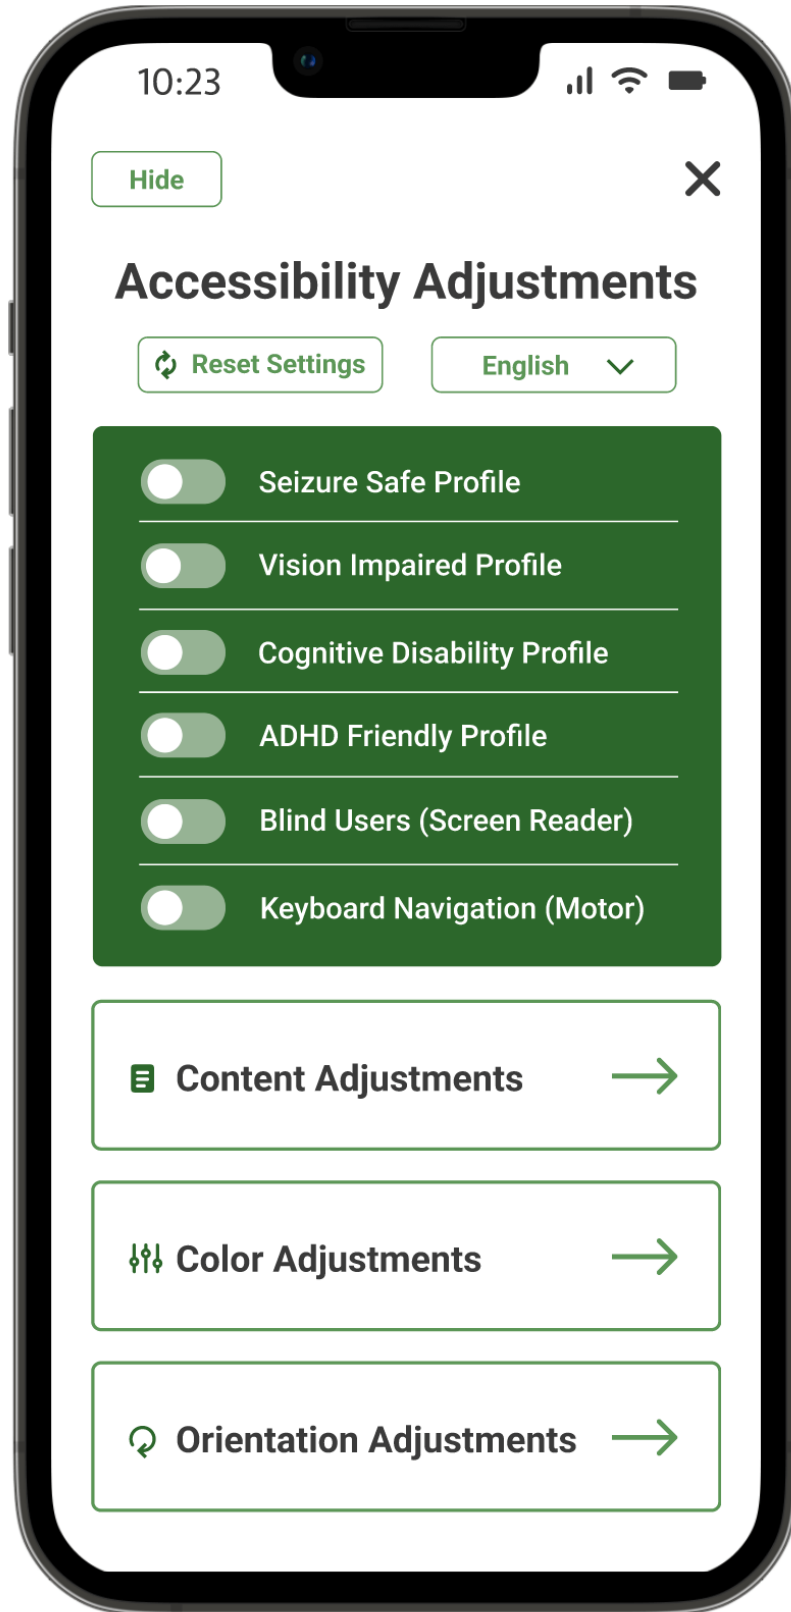 10:23
Hide
Accessibility Adjustments
Reset Settings
English
Seizure Safe Profile
Vision Impaired Profile
Cognitive Disability Profile
ADHD Friendly Profile
Blind Users (Screen Reader)
Keyboard Navigation (Motor)
Content Adjustments
Color Adjustments
Orientation Adjustments